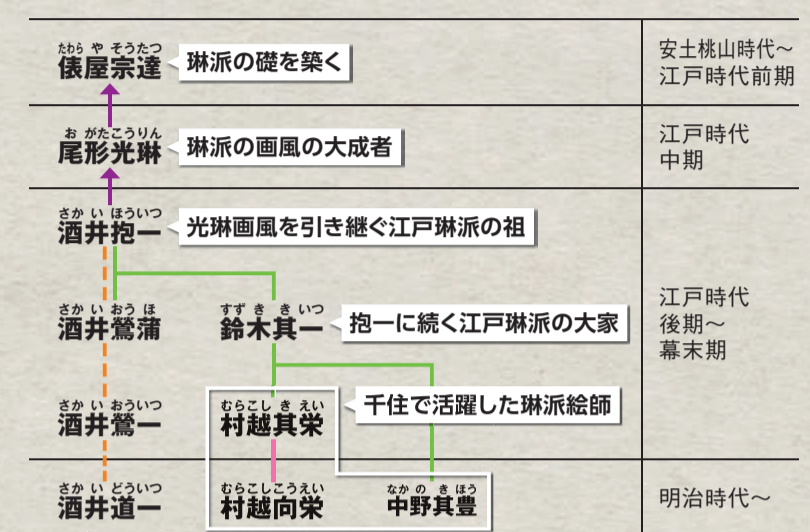 たわらやそうたつ
俵屋宗達
琳派の礎を築く
安土桃山時代～
江戸時代前期
おがたこうりん
尾形光琳
琳派の画風の大成者
江戸時代
中期
さかいほういつ
酒井抱一
光琳画風を引き継ぐ江戸琳派の祖
さかいおうほ
酒井鶯蒲
すずききいつ
鈴木其一
抱一に続く江戸琳派の大家
江戸時代
後期～
幕末期
さかいおういつ
酒井鶯一
むらこしきえい
村越其栄
千住で活躍した琳派絵師
さかいどういつ
酒井道一
むらこしこうえい
村越向栄
なかのきほう
中野其豊
明治時代～